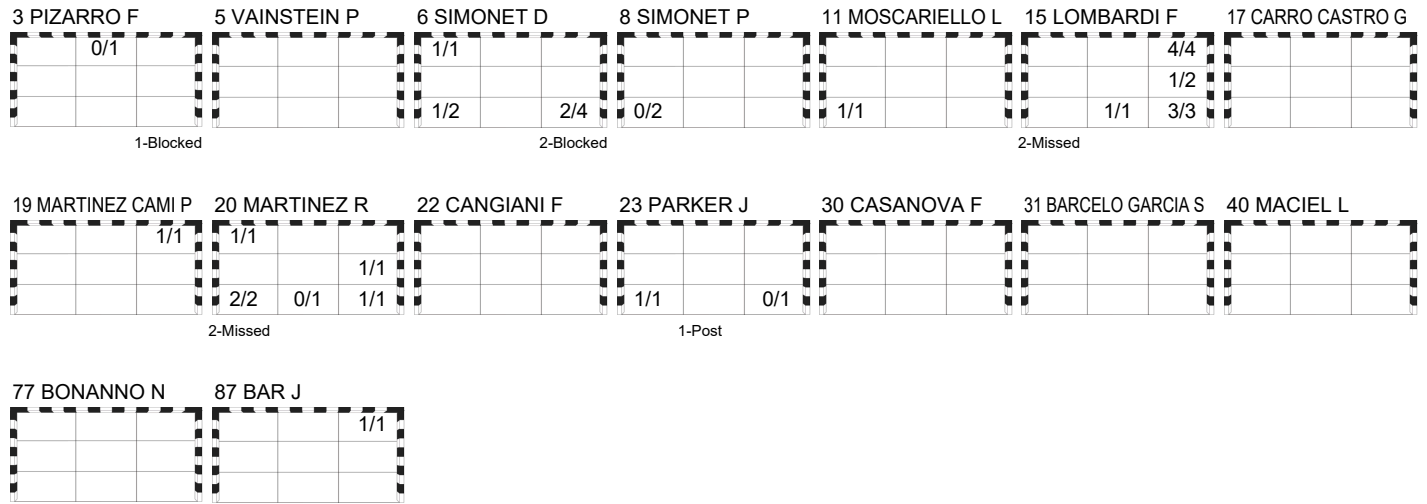 3 PIZARRO F 5 VAINSTEIN P 6 SIMONET D 8 SIMONET P 11 MOSCARIELLO L 15 LOMBARDI F 17 CARRO CASTRO G
0/1 1/1 4/4
1/2
1/2 2/4 0/2 1/1 1/1 3/3
1-Blocked 2-Blocked 2-Missed
19 MARTINEZ CAMI P 20 MARTINEZ R 22 CANGIANI F 23 PARKER J 30 CASANOVA F 31 BARCELO GARCIA S 40 MACIEL L
1/1 1/1
1/1
2/2 0/1 1/1 1/1 0/1
2-Missed 1-Post
77 BONANNO N 87 BAR J
1/1